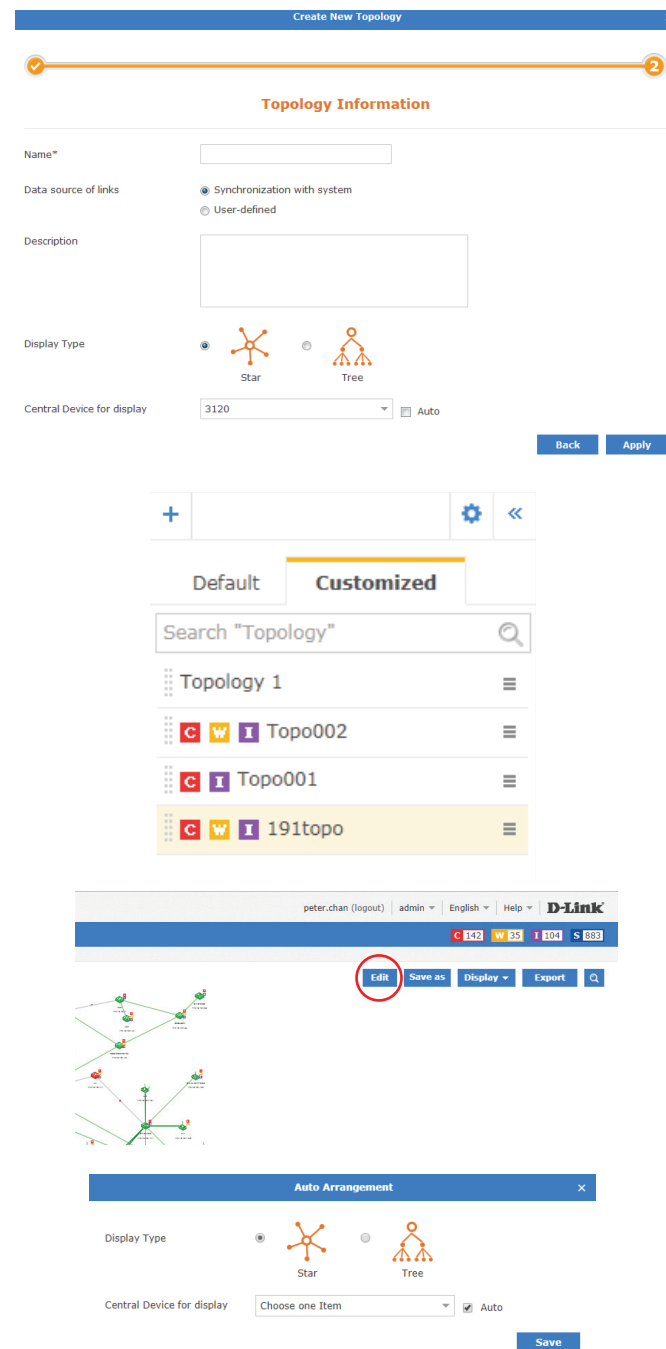 Create New Topology
2
Topology Information
Name*
Data source of links
Synchronization with system
User-defined
Description
Display Type
Star
Tree
Central Device for display
3120
Auto
Back
Apply
Default
Customized
Search "Topology"
Topology 1
C W I Topo002
C I Topo001
C W I 191topo
peter.chan (logout) admin English Help D-Link
C 142 W 35 I 104 S 883
Edit Save as Display Export
Auto Arrangement
Display Type
Star
Tree
Central Device for display
Choose one Item
Auto
Save